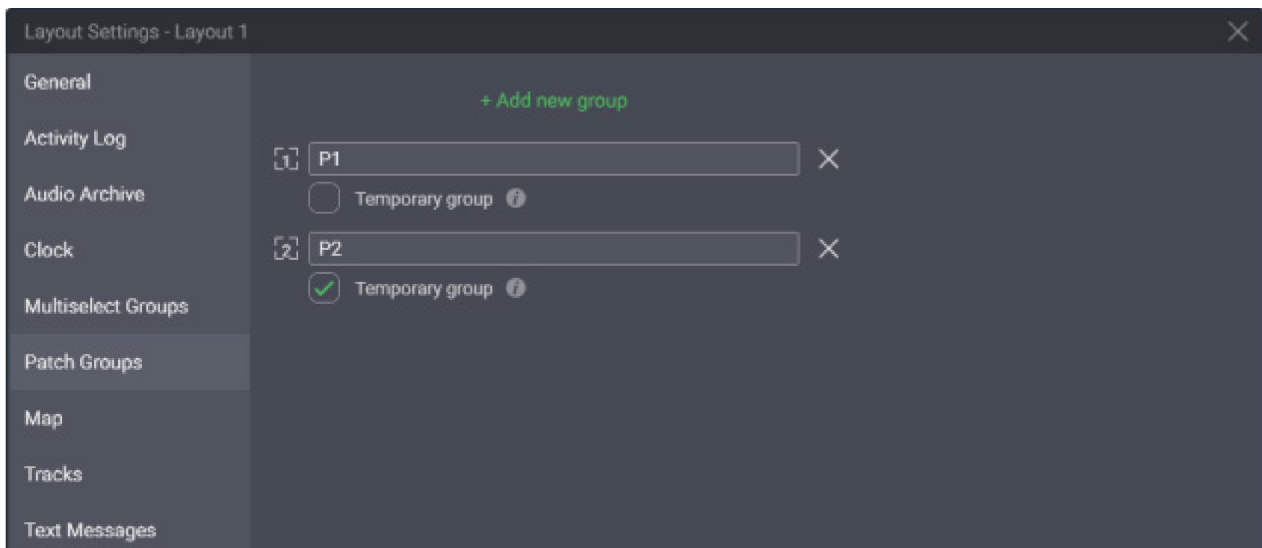 Layout Settings - Layout 1
General
Activity Log
Audio Archive
Clock
Multiselect Groups
Patch Groups
Map
Tracks
Text Messages
+ Add new group
1 P1
Temporary group
2 P2
Temporary group